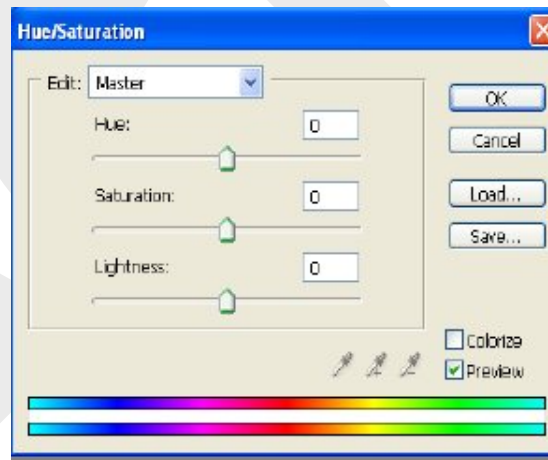 Hue/Saturation
Edit: Master
Hue: 0
Saturation: 0
Lightness: 0
OK
Cancel
Load...
Save...
Colorize
Preview